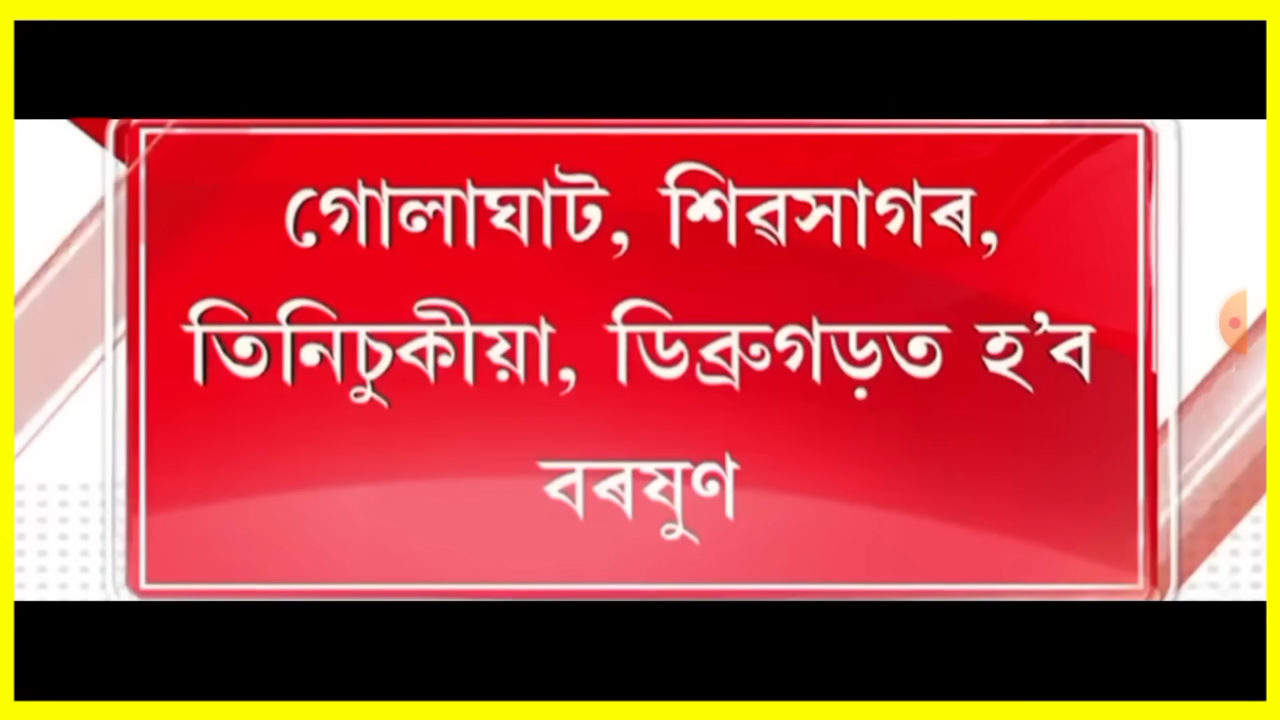 গোলাঘাট, শিৱসাগৰ,
তিনিচুকীয়া, ডিব্ৰুগড়ত হ'ব
বৰষুণ